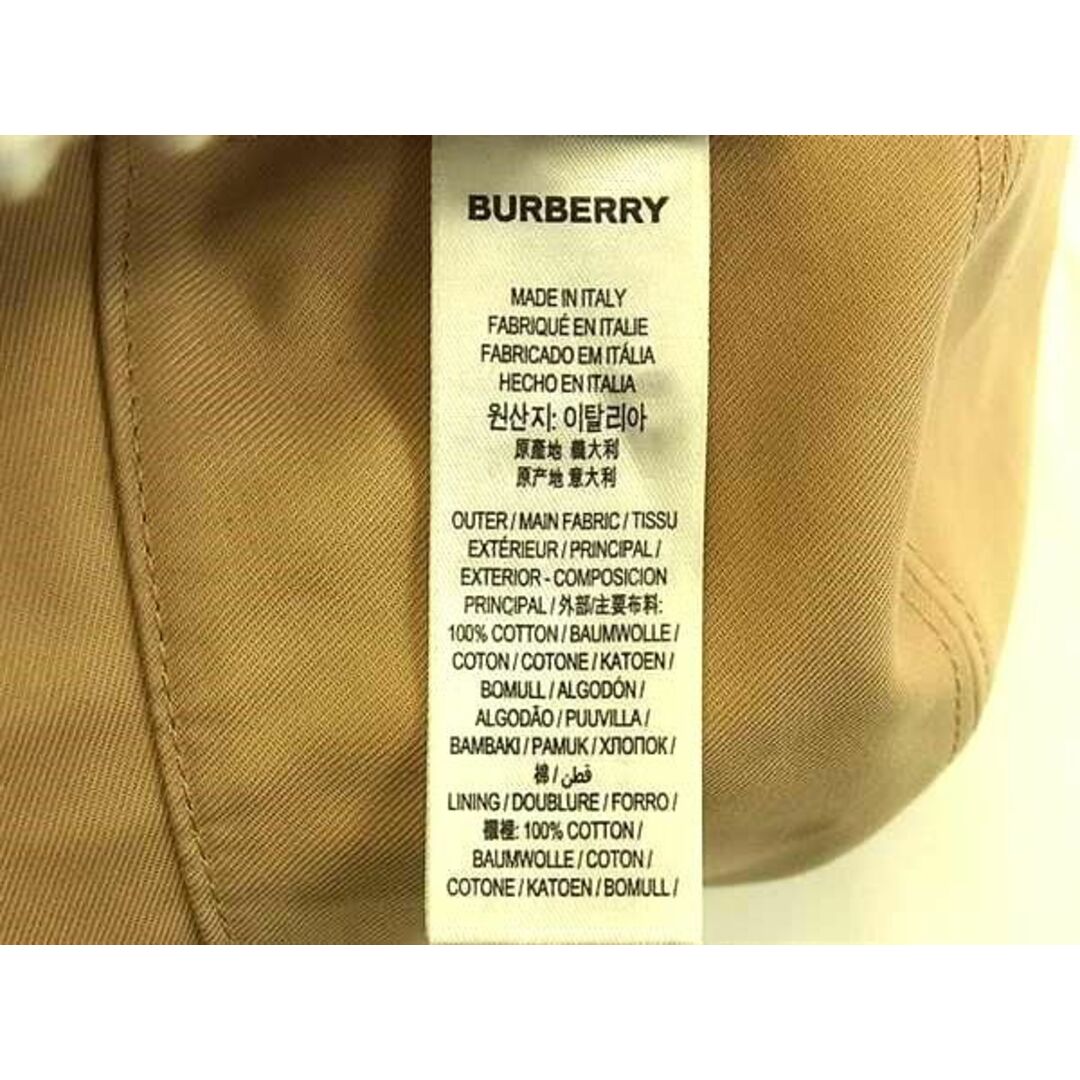 BURBERRY
MADE IN ITALY
FABRIQUÉ EN ITALIE
FABRICADO EM ITÁLIA
HECHO EN ITALIA
원산지: 이탈리아
原產地 義大利
原产地 意大利
OUTER / MAIN FABRIC / TISSU
EXTÉRIEUR / PRINCIPAL /
EXTERIOR - COMPOSICION
PRINCIPAL / 外部/主要布料:
100% COTTON / BAUMWOLLE /
COTON / COTONE / KATOEN /
BOMULL / ALGODÓN /
ALGODÃO / PUUVILLA /
BAMBAKI / PAMUK / ХЛОПОК /
棉 / قطن /
LINING / DOUBLURE / FORRO /
100% COTTON /
BAUMWOLLE / COTON /
COTONE / KATOEN / BOMULL /